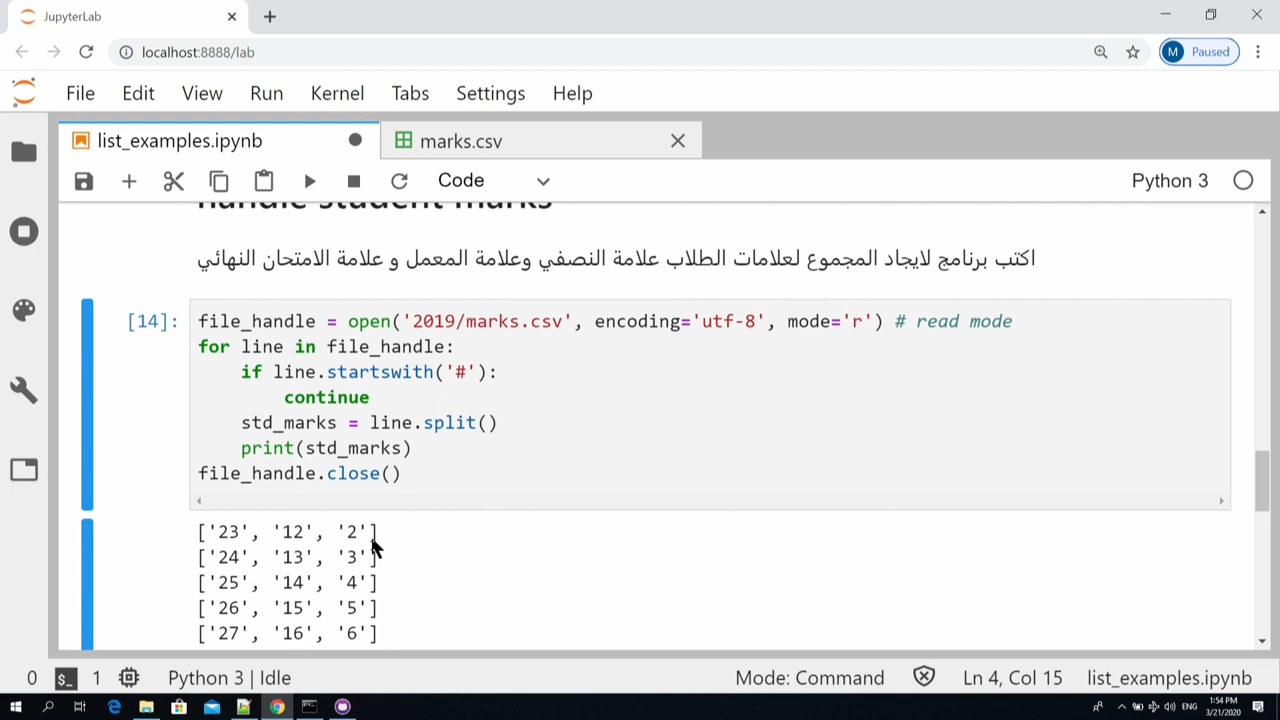 JupyterLab
localhost:8888/lab
M Paused
File Edit View Run Kernel Tabs Settings Help
list_examples.ipynb
marks.csv
Code
Python 3
handle student marks
اكتب برنامج لايجاد المجموع لعلامات الطلاب علامة النصفي وعلامة المعمل و علامة الامتحان النهائي
[14]:
file_handle = open('2019/marks.csv', encoding='utf-8', mode='r') # read mode
for line in file_handle:
    if line.startswith('#'):
        continue
    std_marks = line.split()
    print(std_marks)
file_handle.close()
['23', '12', '2']
['24', '13', '3']
['25', '14', '4']
['26', '15', '5']
['27', '16', '6']
0 $_ 1 Python 3 | Idle Mode: Command Ln 4, Col 15 list_examples.ipynb
ENG
1:54 PM
3/21/2020